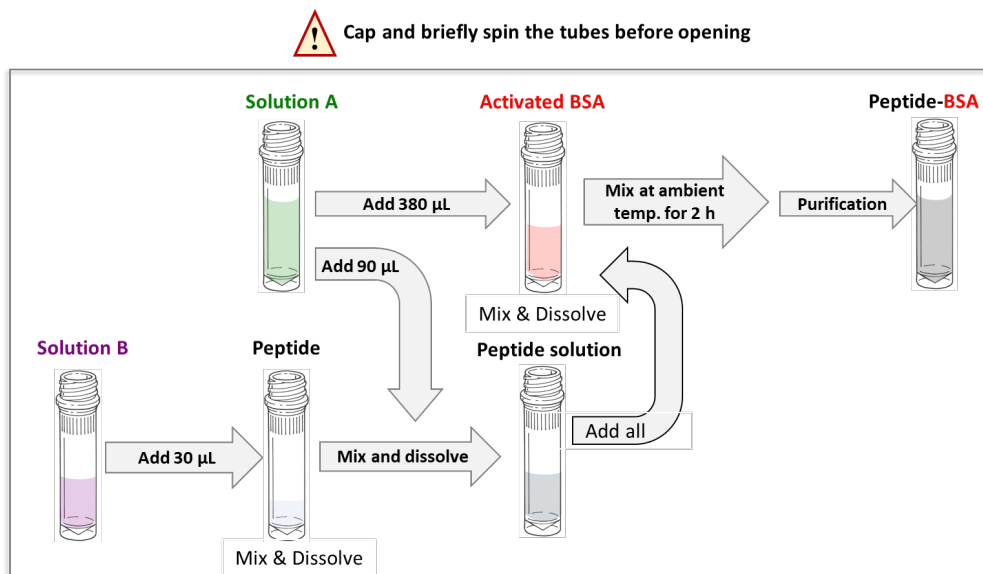 Cap and briefly spin the tubes before opening
Solution A
Activated BSA
Peptide-BSA
Add 380 µL
Mix at ambient
temp. for 2 h
Purification
Add 90 µL
Mix & Dissolve
Solution B
Peptide
Peptide solution
Add 30 µL
Mix and dissolve
Add all
Mix & Dissolve